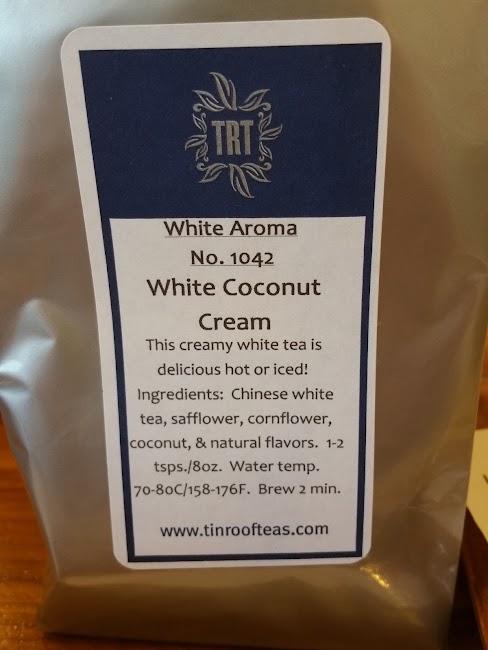 TRT
White Aroma
No. 1042
White Coconut
Cream
This creamy white tea is
delicious hot or iced!
Ingredients: Chinese white
tea, safflower, cornflower,
coconut, & natural flavors. 1-2
tsps./8oz. Water temp.
70-80C/158-176F. Brew 2 min.
www.tinroofteas.com